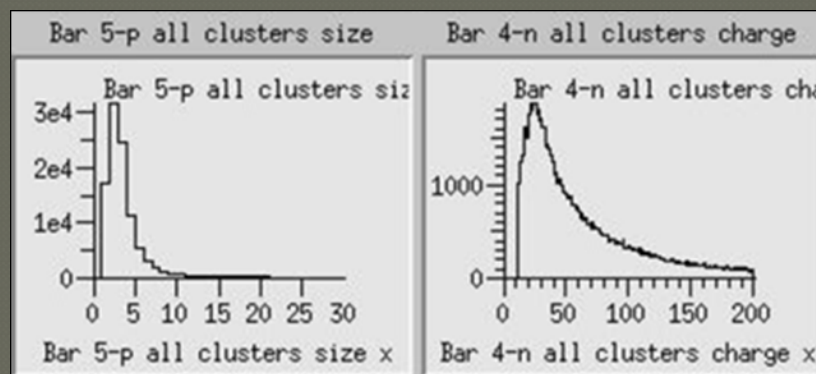 Bar 5-p all clusters size
Bar 5-p all clusters siz
3e4
2e4
1e4
0
0 5 10 15 20 25 30
Bar 5-p all clusters size x
Bar 4-n all clusters charge
Bar 4-n all clusters cha
1000
0
0 50 100 150 200
Bar 4-n all clusters charge x